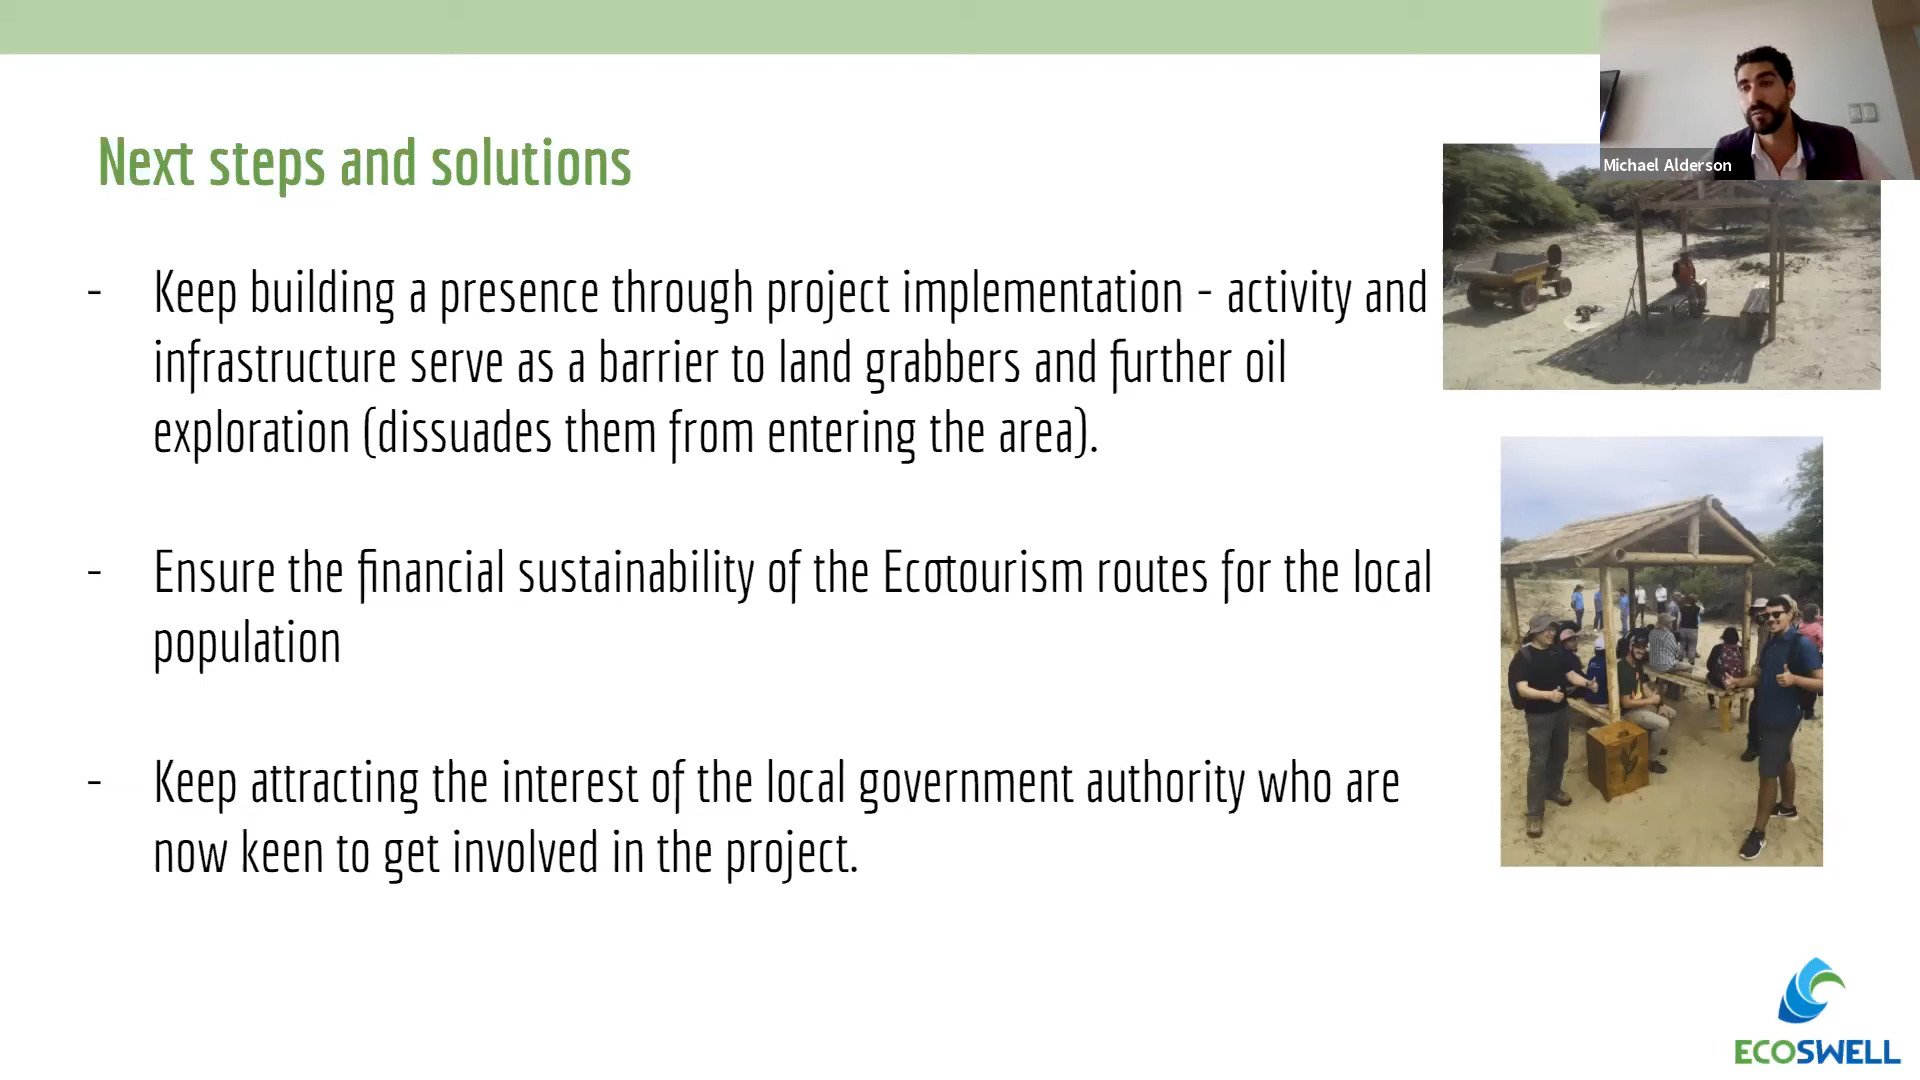 Michael Alderson
Next steps and solutions
- Keep building a presence through project implementation - activity and
infrastructure serve as a barrier to land grabbers and further oil
exploration (dissuades them from entering the area).
- Ensure the financial sustainability of the Ecotourism routes for the local
population
- Keep attracting the interest of the local government authority who are
now keen to get involved in the project.
ECOSWELL